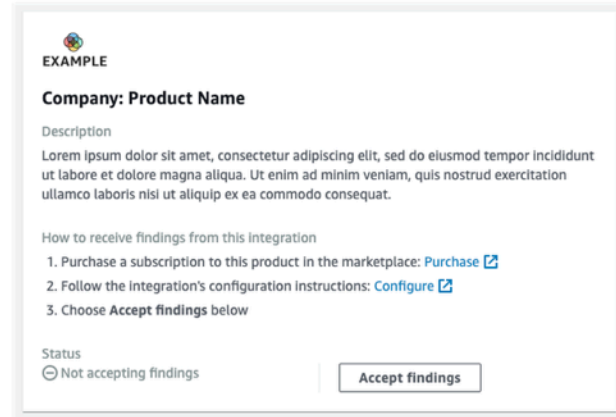 EXAMPLE
Company: Product Name
Description
Lorem ipsum dolor sit amet, consectetur adipiscing elit, sed do eiusmod tempor incididunt
ut labore et dolore magna aliqua. Ut enim ad minim veniam, quis nostrud exercitation
ullamco laboris nisi ut aliquip ex ea commodo consequat.
How to receive findings from this integration
1. Purchase a subscription to this product in the marketplace: Purchase
2. Follow the integration's configuration instructions: Configure
3. Choose Accept findings below
Status
Not accepting findings
Accept findings